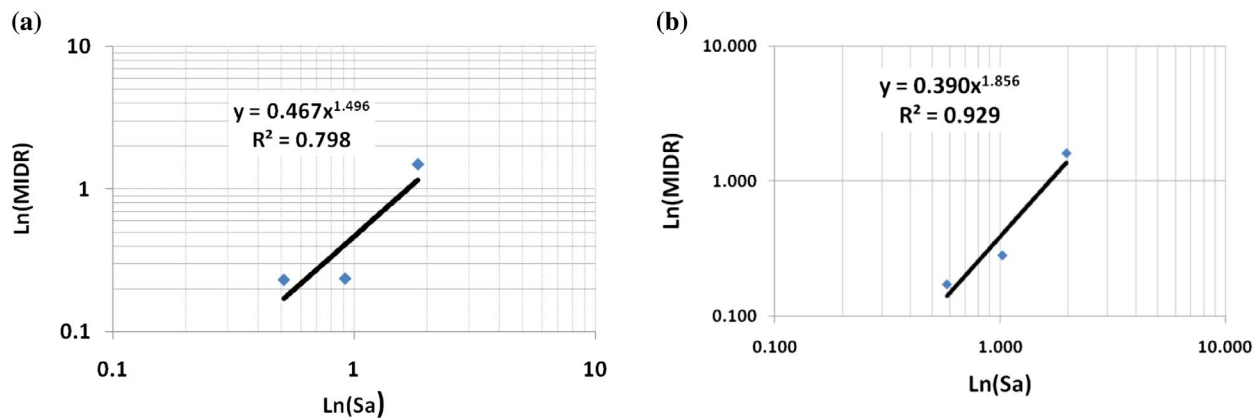 (a)
10
1
0.1
0.1
1
10
Ln(MIDR)
Ln(Sa)
y = 0.467x^1.496
R² = 0.798
(b)
10.000
1.000
0.100
0.100
1.000
10.000
Ln(MIDR)
Ln(Sa)
y = 0.390x^1.856
R² = 0.929